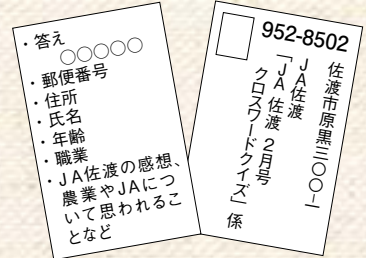 ・答え
○○○○○
・郵便番号
・住所
・氏名
・年齢
・職業
・JA佐渡の感想、
農業やJAにつ
いて思われるこ
となど
952-8502
佐渡市原黒三〇〇ー一
JA佐渡
「JA 佐渡 2月号
クロスワードクイズ」係